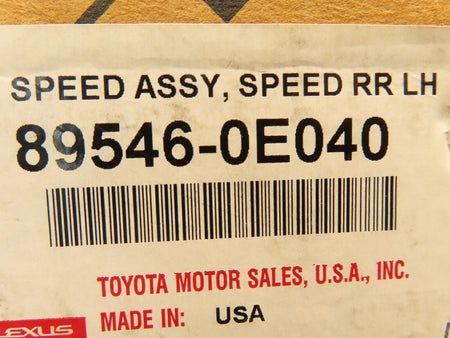 SPEED ASSY, SPEED RR LH
89546-0E040
TOYOTA MOTOR SALES, U.S.A., INC.
MADE IN: USA
LEXUS